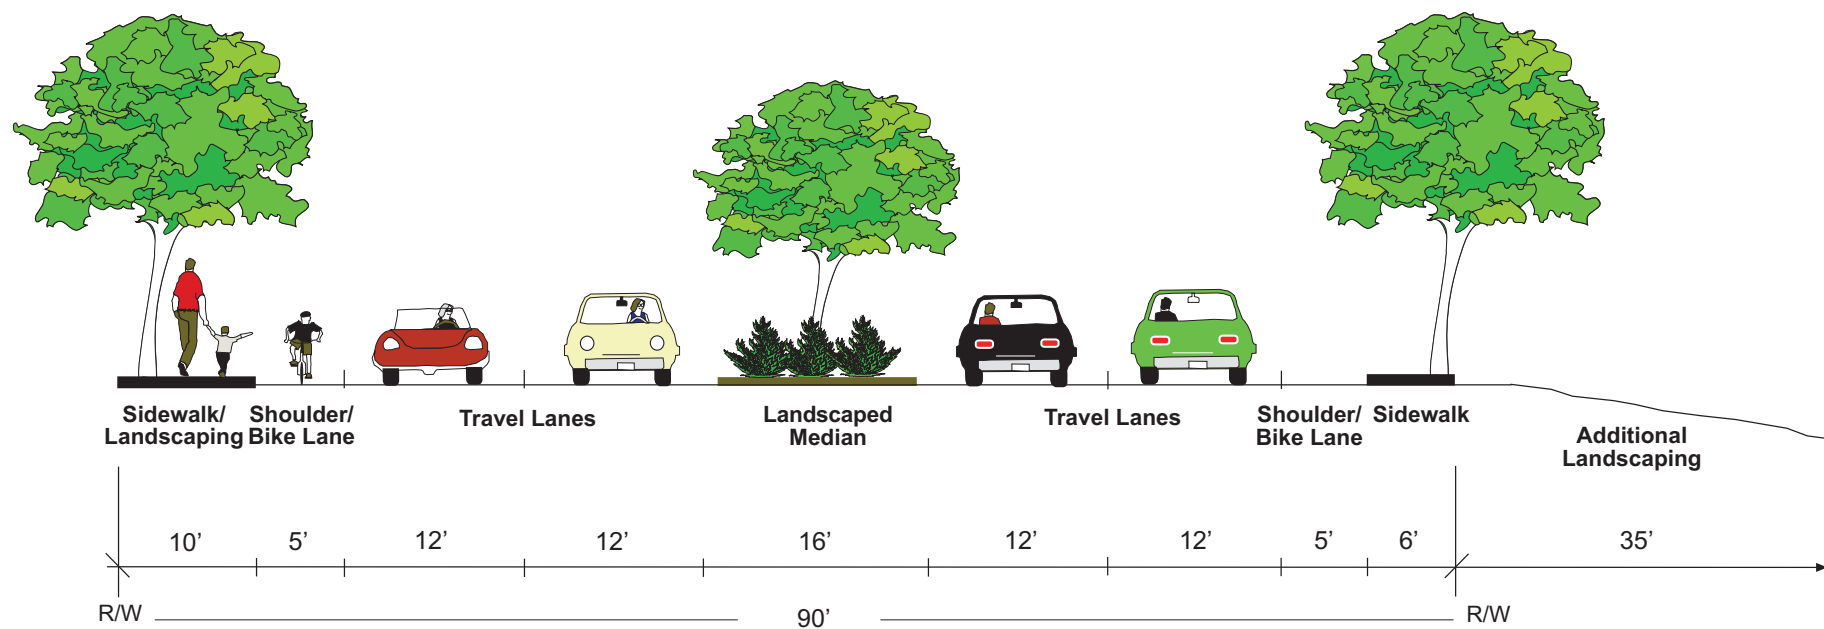 Sidewalk/
Landscaping
Shoulder/
Bike Lane
Travel Lanes
Landscaped
Median
Travel Lanes
Shoulder/
Bike Lane
Sidewalk
Additional
Landscaping
10’
5’
12’
12’
16’
12’
12’
5’
6’
35’
R/W
90’
R/W